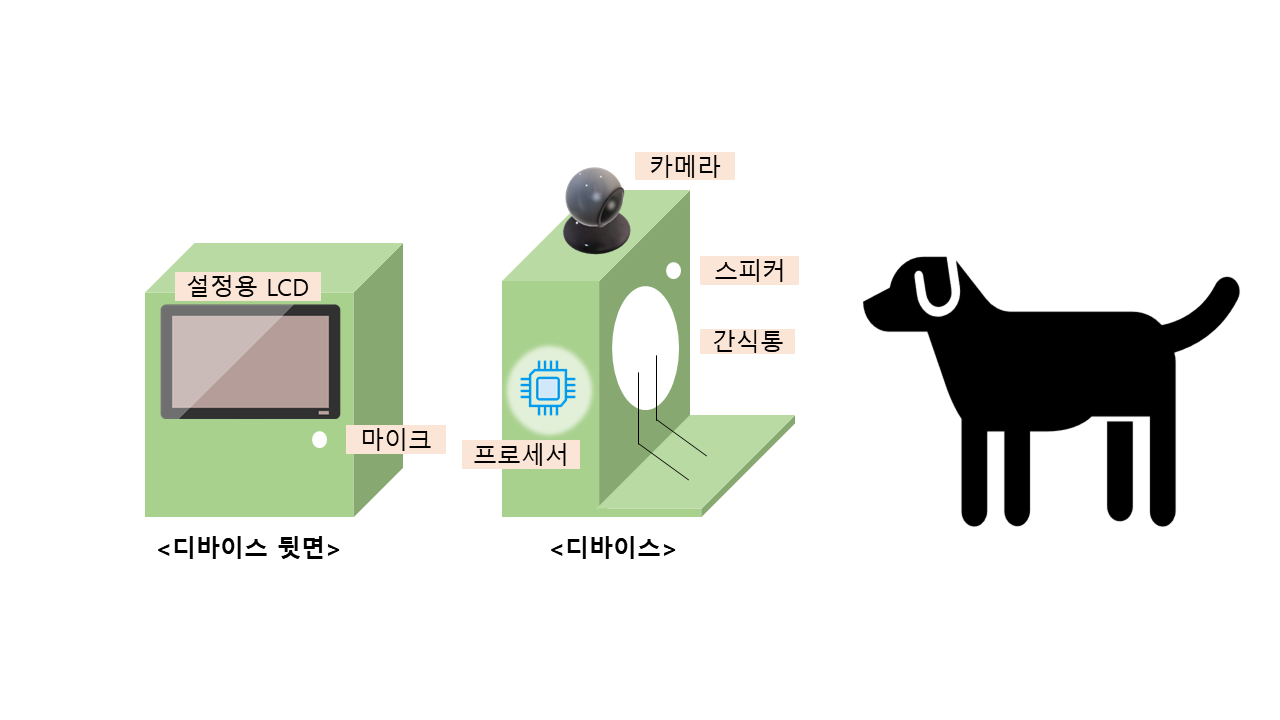 카메라
스피커
설정용 LCD
간식통
마이크
프로세서
<디바이스 뒷면>
<디바이스>